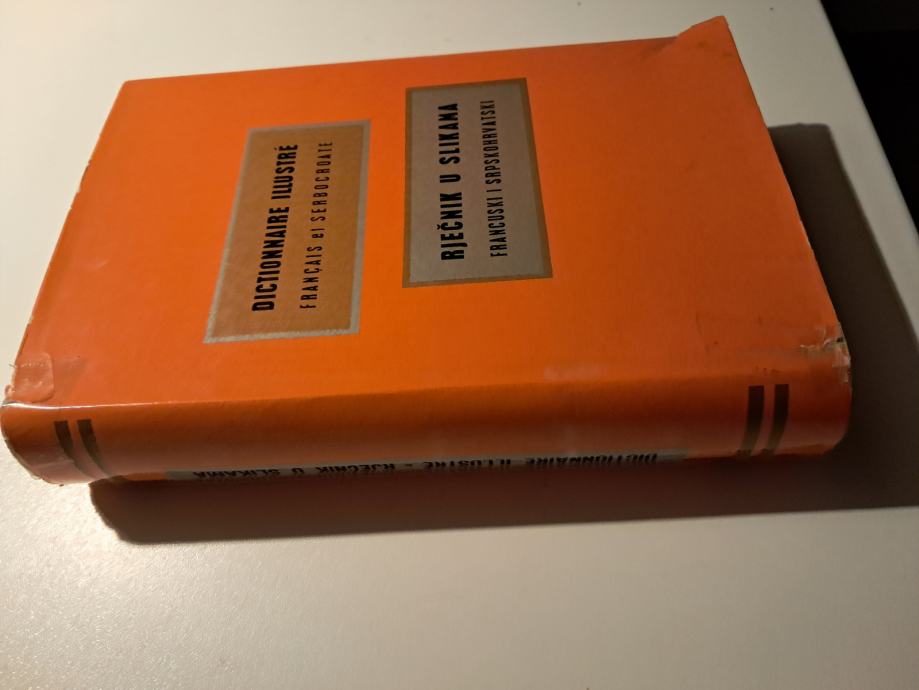 DICTIONNAIRE ILLUSTRÉ
FRANÇAIS et SERBOCROATE
RJEČNIK U SLIKAMA
FRANCUSKI I SRPSKOHRVATSKI
DICTIONNAIRE ILLUSTRÉ - RJEČNIK U SLIKAMA